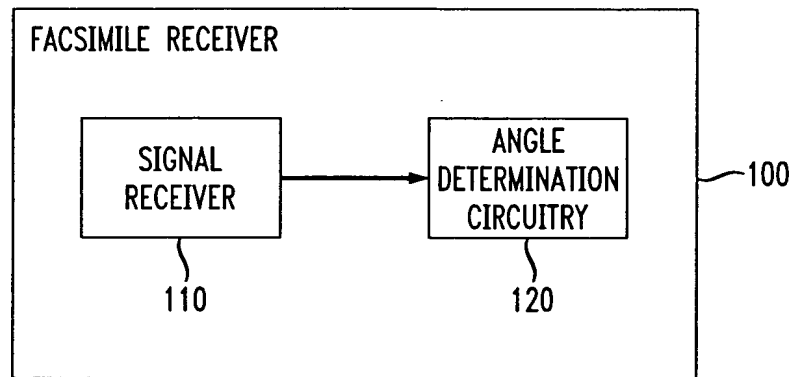 FACSIMILE RECEIVER
SIGNAL
RECEIVER
ANGLE
DETERMINATION
CIRCUITRY
100
110
120